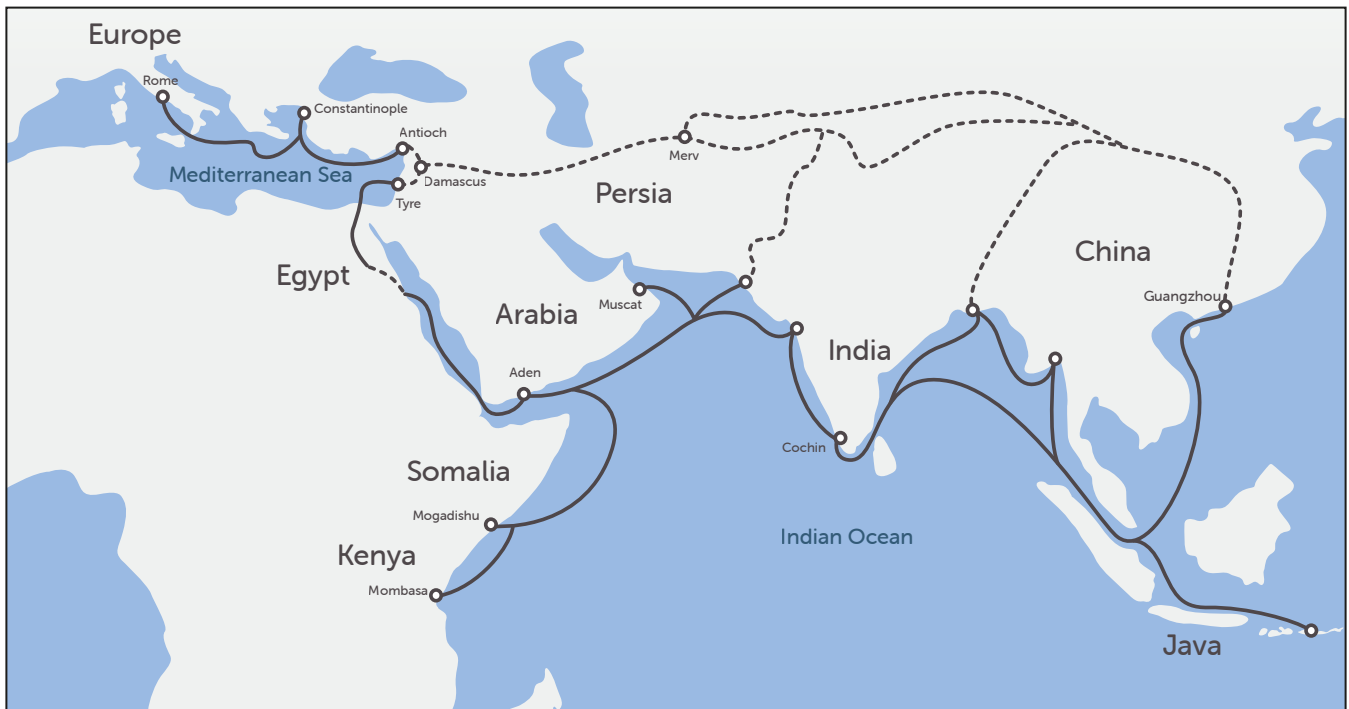 Europe
Rome
Constantinople
Antioch
Merv
Mediterranean Sea
Damascus
Tyre
Persia
Egypt
China
Muscat
Guangzhou
Arabia
India
Aden
Cochin
Somalia
Mogadishu
Indian Ocean
Kenya
Mombasa
Java